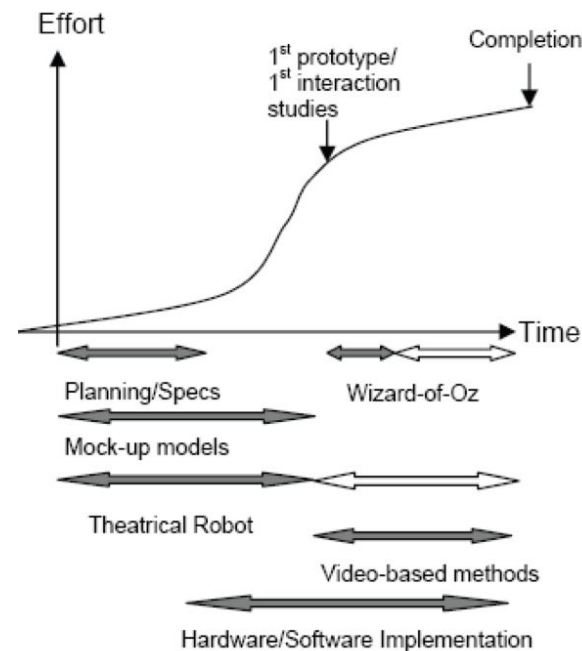 Effort
Completion
1st prototype/
1st interaction
studies
Time
Planning/Specs
Wizard-of-Oz
Mock-up models
Theatrical Robot
Video-based methods
Hardware/Software Implementation